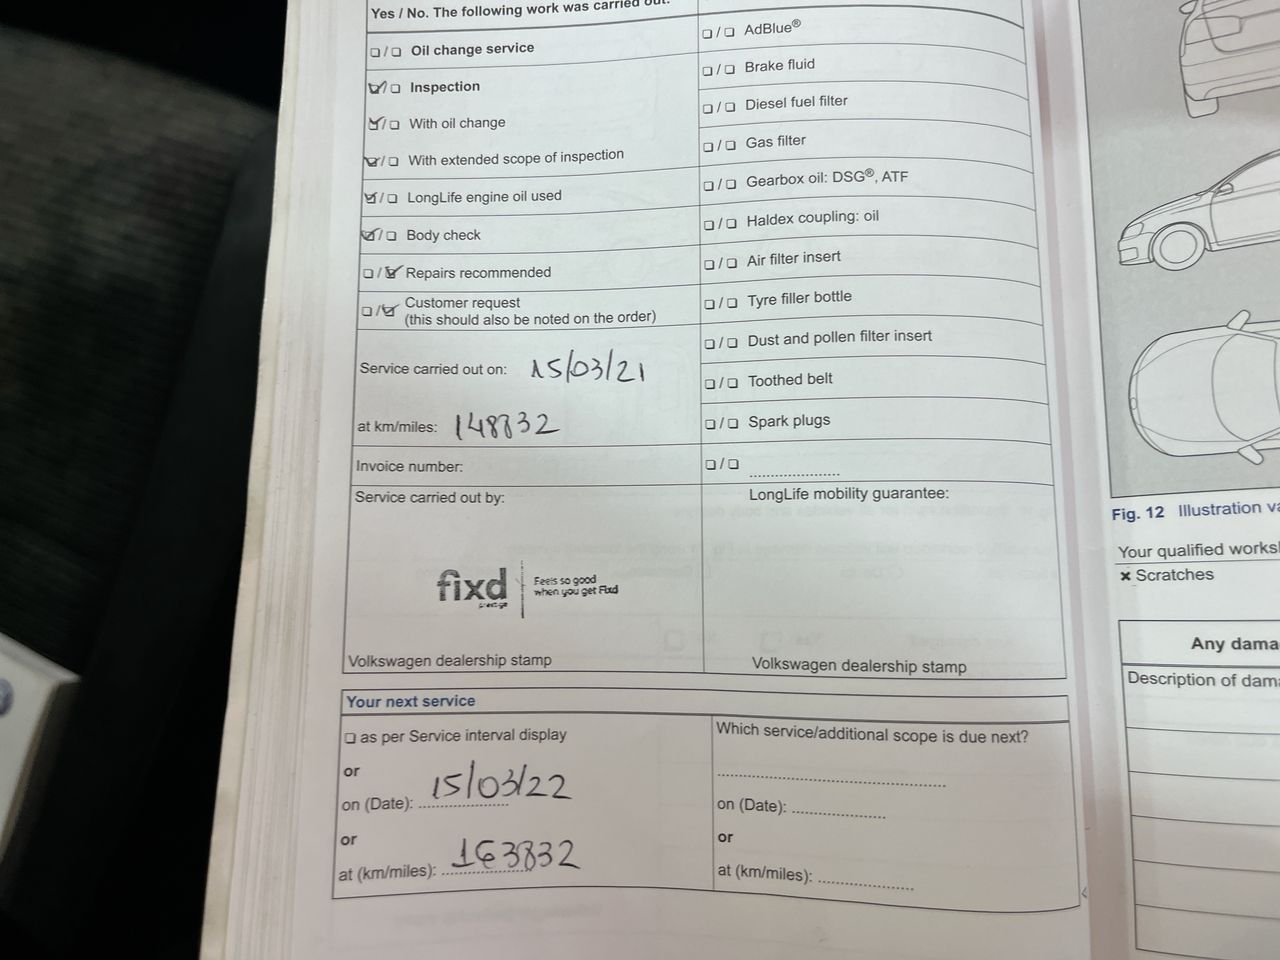 Yes / No. The following work was carried out:
☐ / ☐ Oil change service
☑ / ☐ Inspection
☑ / ☐ With oil change
☑ / ☐ With extended scope of inspection
☑ / ☐ LongLife engine oil used
☑ / ☐ Body check
☐ / ☑ Repairs recommended
☐ / ☑ Customer request
(this should also be noted on the order)
Service carried out on: 15/03/21
at km/miles: 148832
Invoice number:
Service carried out by:
fixd
Feels so good
when you get Fixd
Volkswagen dealership stamp
☐ / ☐ AdBlue®
☐ / ☐ Brake fluid
☐ / ☐ Diesel fuel filter
☐ / ☐ Gas filter
☐ / ☐ Gearbox oil: DSG®, ATF
☐ / ☐ Haldex coupling: oil
☐ / ☐ Air filter insert
☐ / ☐ Tyre filler bottle
☐ / ☐ Dust and pollen filter insert
☐ / ☐ Toothed belt
☐ / ☐ Spark plugs
☐ / ☐ ....................
LongLife mobility guarantee:
Volkswagen dealership stamp
Your next service
☐ as per Service interval display
or
on (Date): 15/03/22
or
at (km/miles): 163832
Which service/additional scope is due next?
on (Date): ....................
or
at (km/miles): ....................
Fig. 12 Illustration
Your qualified
× Scratches
Any
Description of